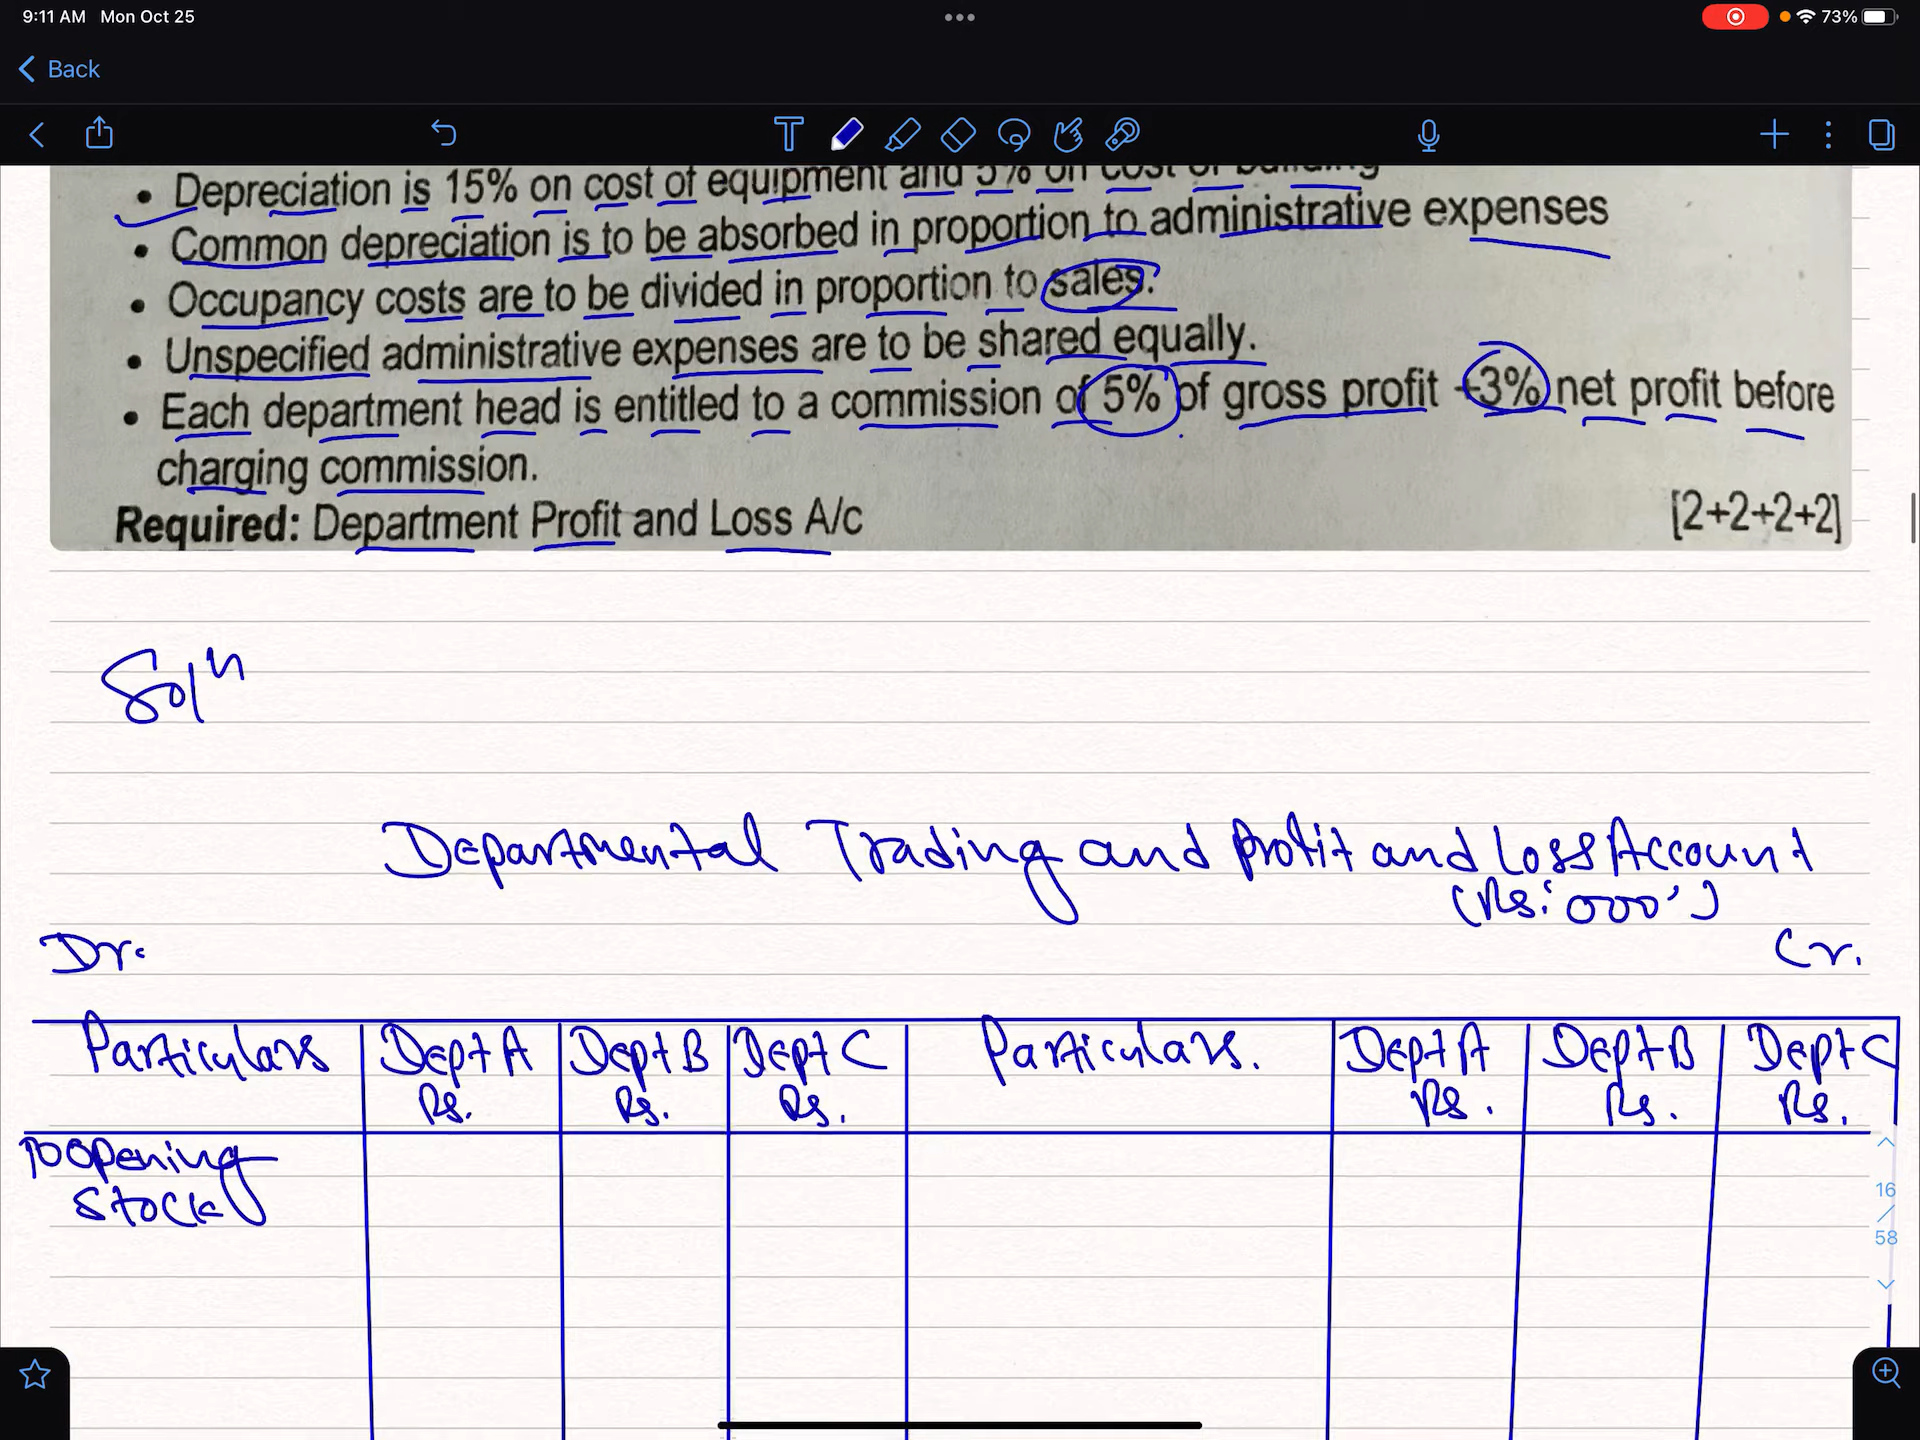 9:11 AM Mon Oct 25
73%
Back
• Depreciation is 15% on cost of equipment and 5% on cost of building
• Common depreciation is to be absorbed in proportion to administrative expenses
• Occupancy costs are to be divided in proportion to sales.
• Unspecified administrative expenses are to be shared equally.
• Each department head is entitled to a commission of 5% of gross profit +3% net profit before
charging commission.
Required: Department Profit and Loss A/c [2+2+2+2]
Solⁿ
Departmental Trading and Profit and Loss Account
(Rs. '000')
Dr. Cr.
Particulars Dept A Dept B Dept C Particulars. Dept A Dept B Dept C
Rs. Rs. Rs. Rs. Rs. Rs.
To Opening
Stock
16
/
58